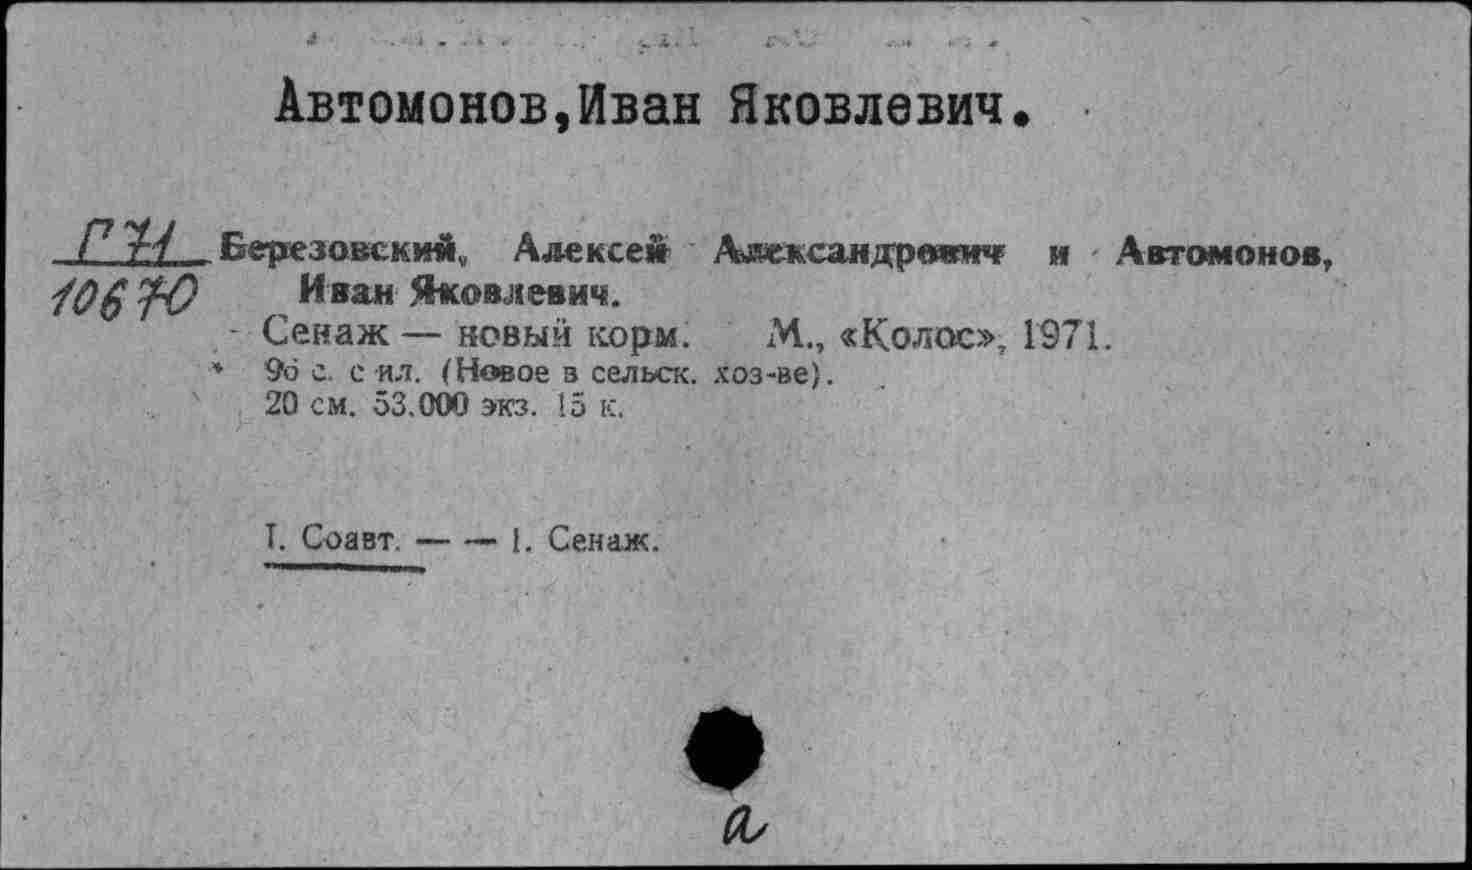 Автомонов,Иван Яковлевич.
Г71 Березовский, Алексей Александрович и Автомонов,
10670 Иван Яковлевич.
Сенаж — новый корм. М., «Колос», 1971.
96 с. с ил. (Новое в сельск. хоз-ве).
20 см. 53.000 экз. 15 к.
I. Соавт. — — 1. Сенаж.
а